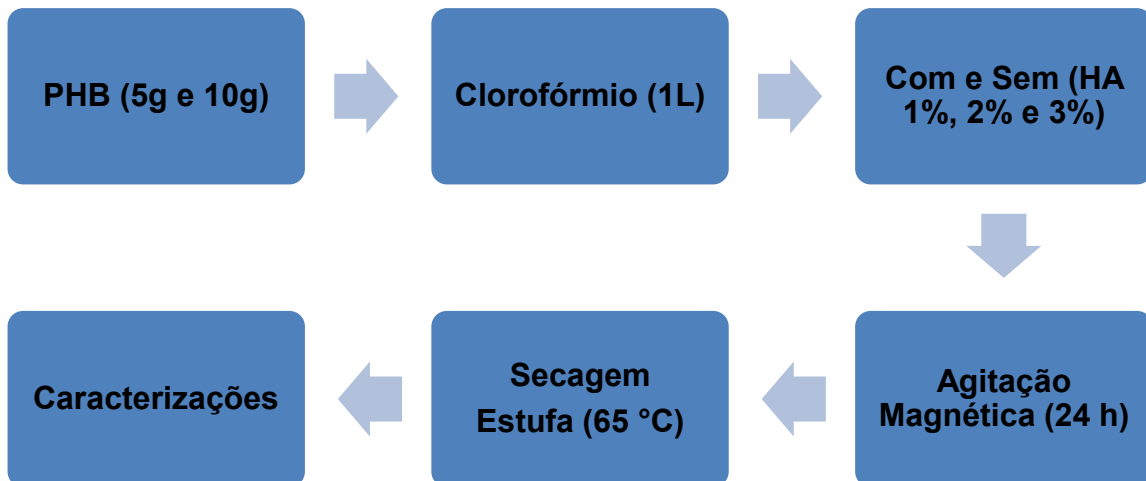 PHB (5g e 10g)
Clorofórmio (1L)
Com e Sem (HA
1%, 2% e 3%)
Agitação
Magnética (24 h)
Secagem
Estufa (65 °C)
Caracterizações